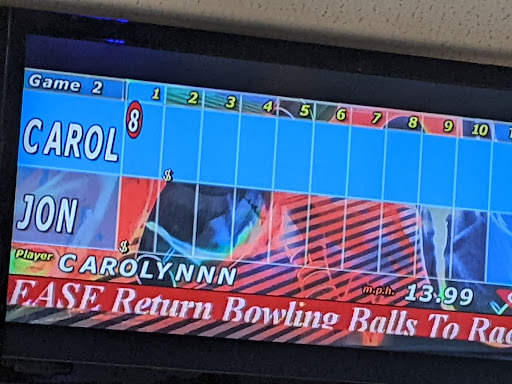 Game 2 1 2 3 4 5 6 7 8 9 10
CAROL 8
$
JON
$
Player CAROLYNNN m.p.h. 13.99
EASE Return Bowling Balls To Rac